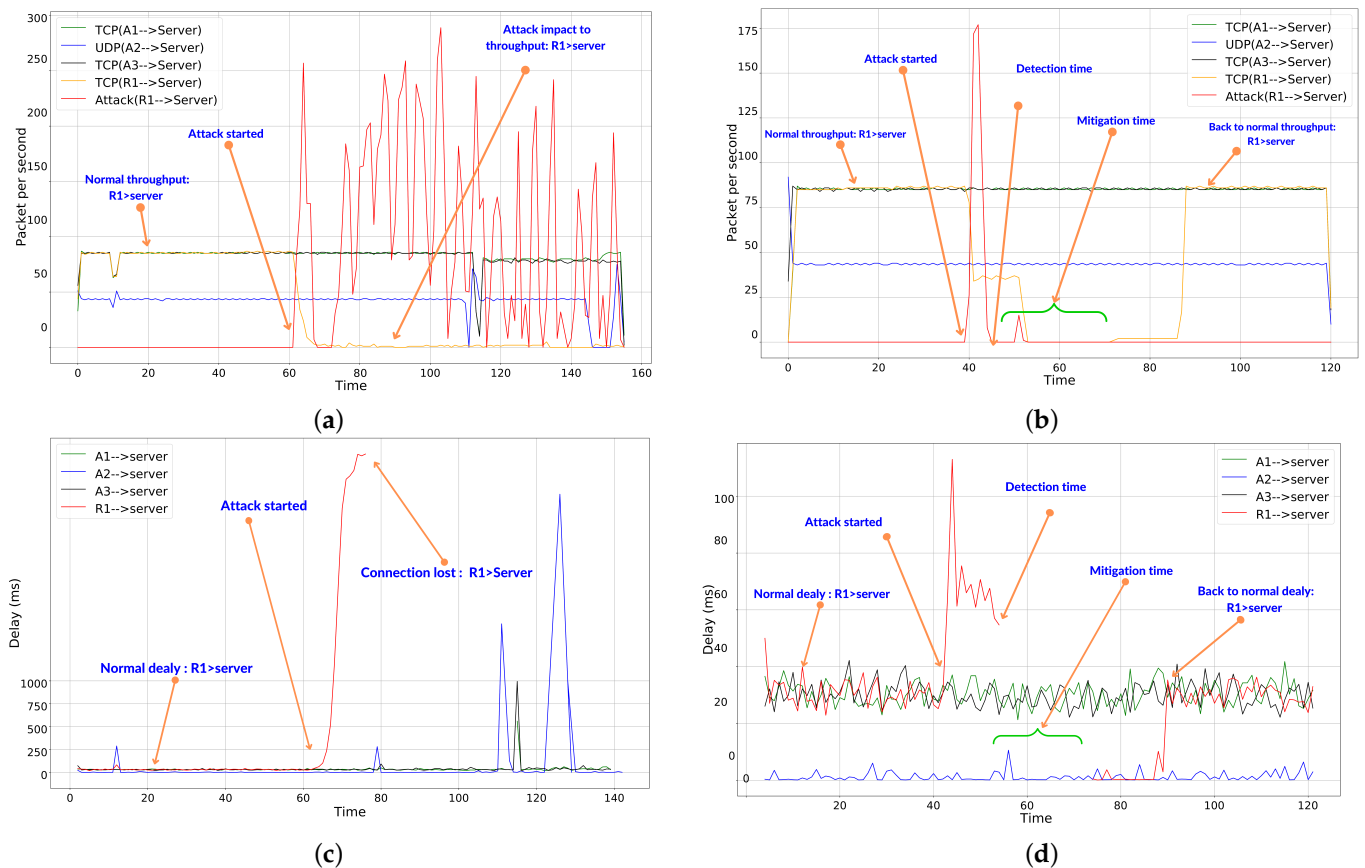 TCP(A1-->Server)
UDP(A2-->Server)
TCP(A3-->Server)
TCP(R1-->Server)
Attack(R1-->Server)
Attack impact to
throughput: R1>server
Attack started
Normal throughput:
R1>server
Packet per second
300
250
200
150
100
50
0
0
20
40
60
80
100
120
140
160
Time
(a)
TCP(A1-->Server)
UDP(A2-->Server)
TCP(A3-->Server)
TCP(R1-->Server)
Attack(R1-->Server)
Attack started
Detection time
Mitigation time
Normal throughput: R1>server
Back to normal throughput:
R1>server
Packet per second
175
150
125
100
75
50
25
0
0
20
40
60
80
100
120
Time
(b)
A1-->server
A2-->server
A3-->server
R1-->server
Attack started
Connection lost : R1>Server
Normal dealy : R1>server
Delay (ms)
1000
750
500
250
0
0
20
40
60
80
100
120
140
Time
(c)
A1-->server
A2-->server
A3-->server
R1-->server
Detection time
Attack started
Mitigation time
Normal dealy : R1>server
Back to normal dealy:
R1>server
Delay (ms)
100
80
60
40
20
0
0
20
40
60
80
100
120
Time
(d)